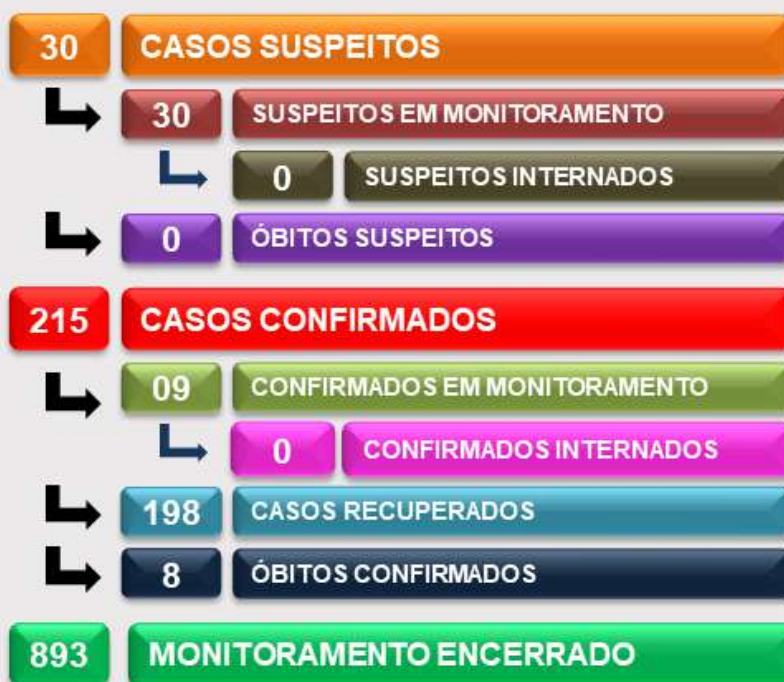 30 CASOS SUSPEITOS
30 SUSPEITOS EM MONITORAMENTO
0 SUSPEITOS INTERNADOS
0 ÓBITOS SUSPEITOS
215 CASOS CONFIRMADOS
09 CONFIRMADOS EM MONITORAMENTO
0 CONFIRMADOS INTERNADOS
198 CASOS RECUPERADOS
8 ÓBITOS CONFIRMADOS
893 MONITORAMENTO ENCERRADO